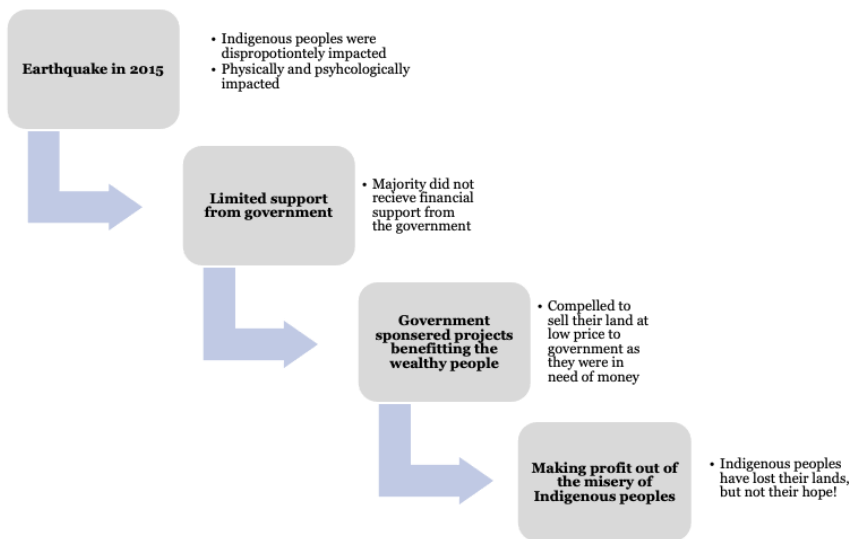 Earthquake in 2015
• Indigenous peoples were
dispropotiontely impacted
• Physically and psyhcologically
impacted
Limited support
from government
• Majority did not
recieve financial
support from
the government
Government
sponsered projects
benefitting the
wealthy people
• Compelled to
sell their land at
low price to
government as
they were in
need of money
Making profit out of
the misery of
Indigenous peoples
• Indigenous peoples
have lost their lands,
but not their hope!